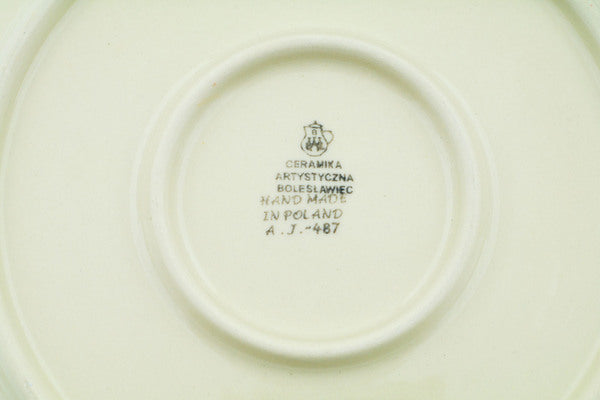 CERAMIKA
ARTYSTYCZNA
BOLESŁAWIEC
HAND MADE
IN POLAND
A.J.-487